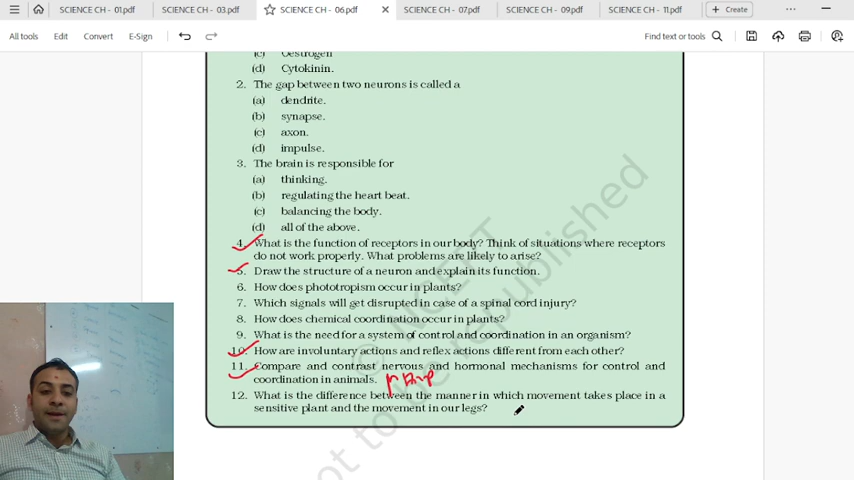 SCIENCE CH - 01.pdf SCIENCE CH - 03.pdf SCIENCE CH - 06.pdf SCIENCE CH - 07.pdf SCIENCE CH - 09.pdf SCIENCE CH - 11.pdf + Create
All tools Edit Convert E-Sign Find text or tools
(c) Oestrogen
(d) Cytokinin.
2. The gap between two neurons is called a
(a) dendrite.
(b) synapse.
(c) axon.
(d) impulse.
3. The brain is responsible for
(a) thinking.
(b) regulating the heart beat.
(c) balancing the body.
(d) all of the above.
4. What is the function of receptors in our body? Think of situations where receptors
do not work properly. What problems are likely to arise?
5. Draw the structure of a neuron and explain its function.
6. How does phototropism occur in plants?
7. Which signals will get disrupted in case of a spinal cord injury?
8. How does chemical coordination occur in plants?
9. What is the need for a system of control and coordination in an organism?
10. How are involuntary actions and reflex actions different from each other?
11. Compare and contrast nervous and hormonal mechanisms for control and
coordination in animals.
12. What is the difference between the manner in which movement takes place in a
sensitive plant and the movement in our legs?
© NCERT
not to be republished